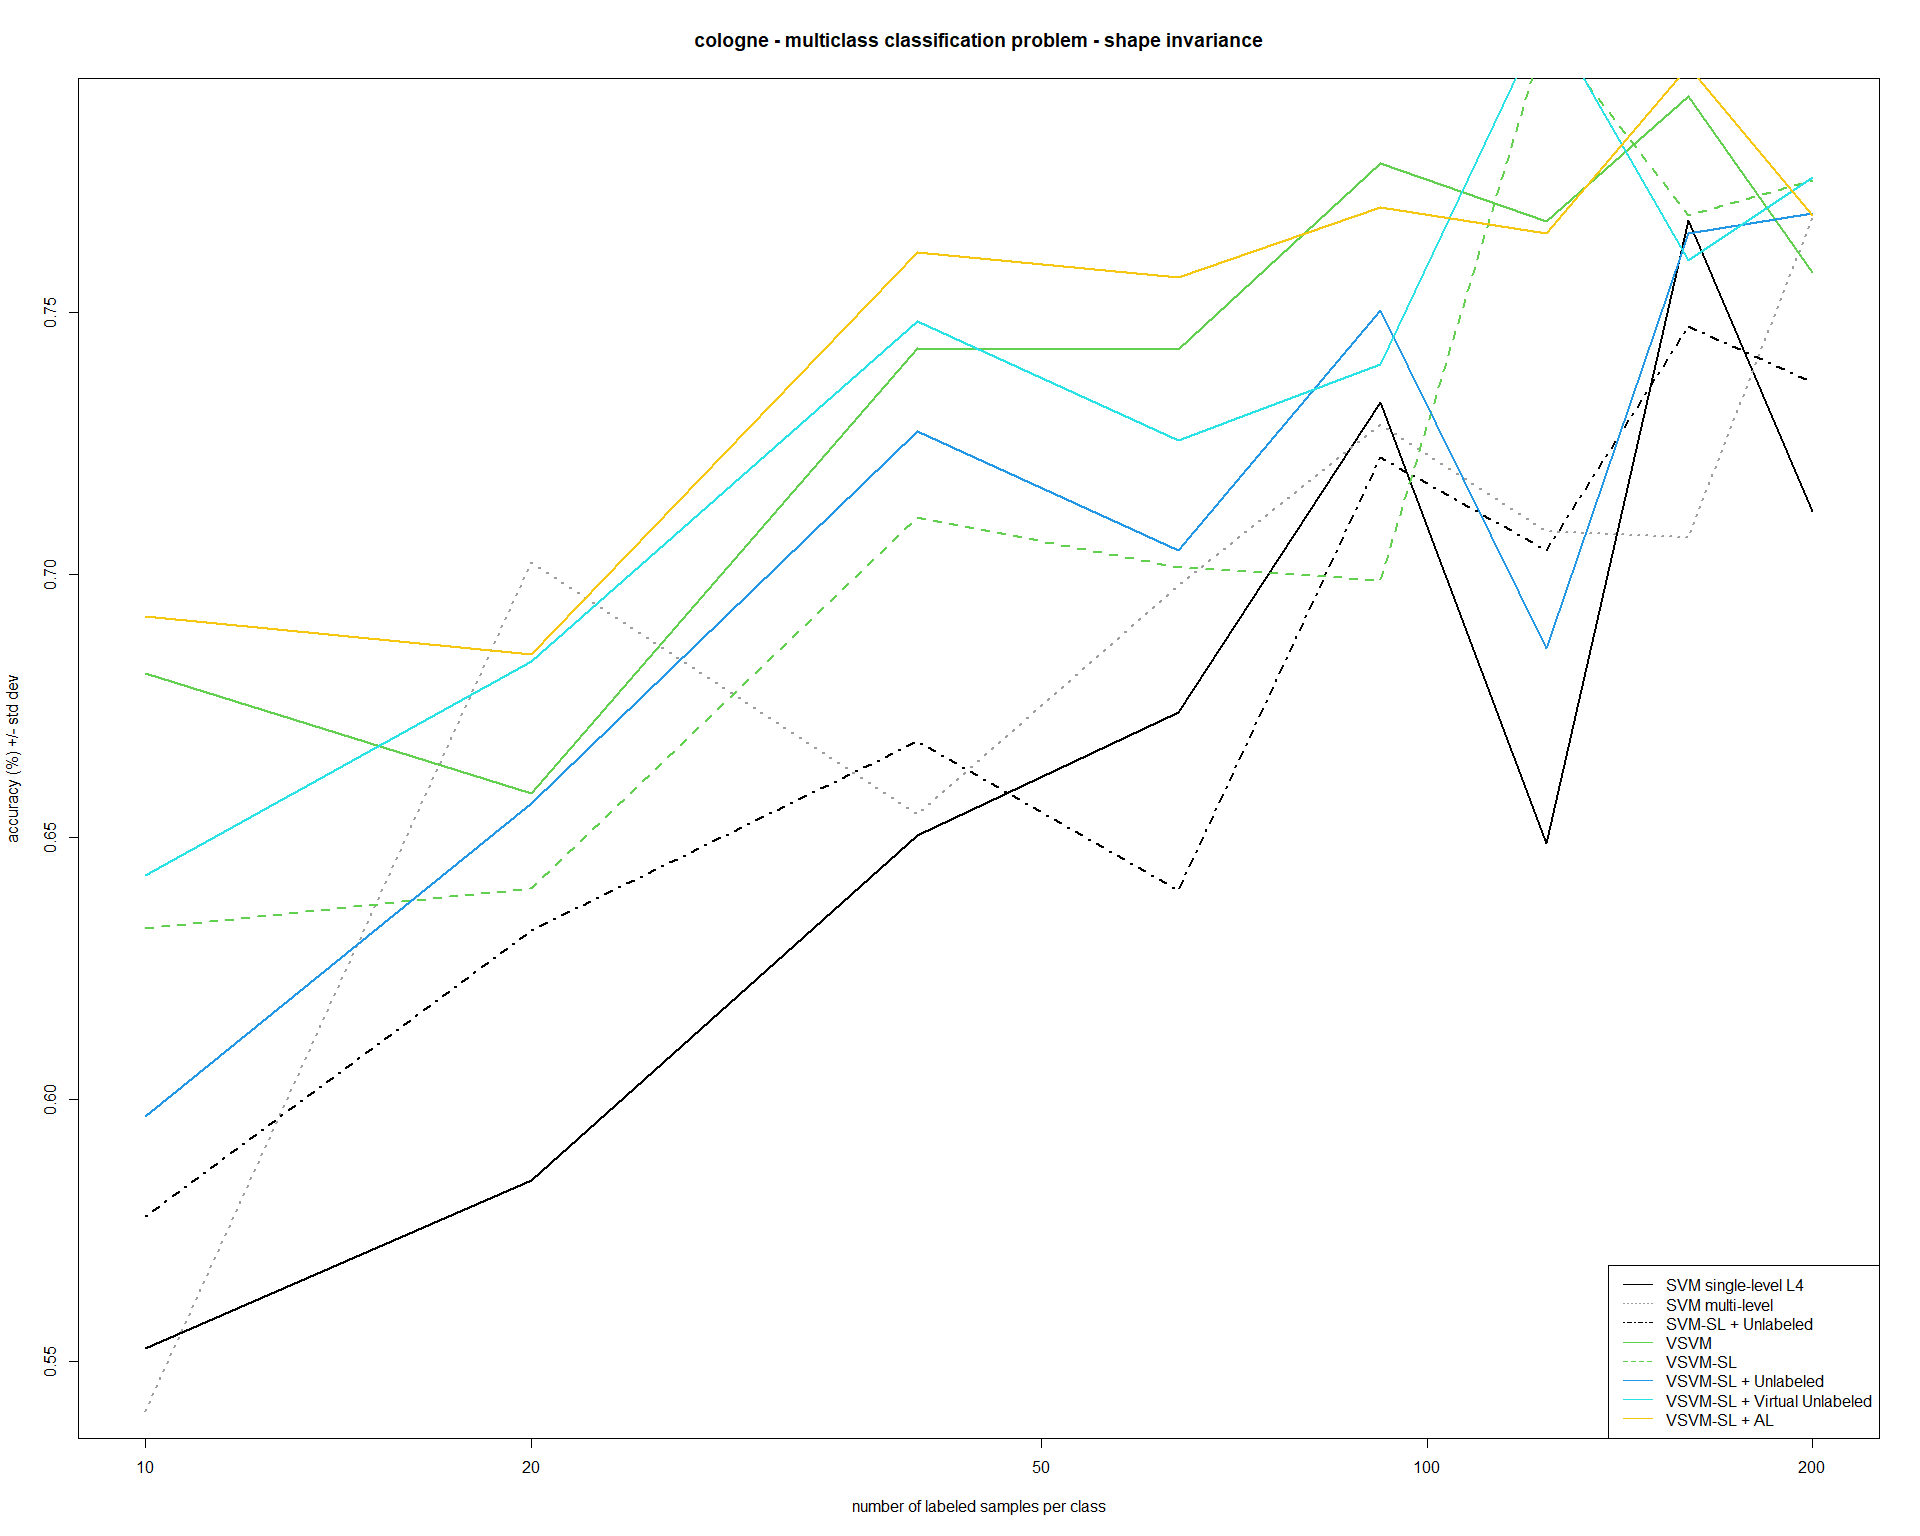 cologne - multiclass classification problem - shape invariance
accuracy (%) +/- std dev
0.75
0.70
0.65
0.60
0.55
10
20
50
100
200
number of labeled samples per class
SVM single-level L4
SVM multi-level
SVM-SL + Unlabeled
VSVM
VSVM-SL
VSVM-SL + Unlabeled
VSVM-SL + Virtual Unlabeled
VSVM-SL + AL